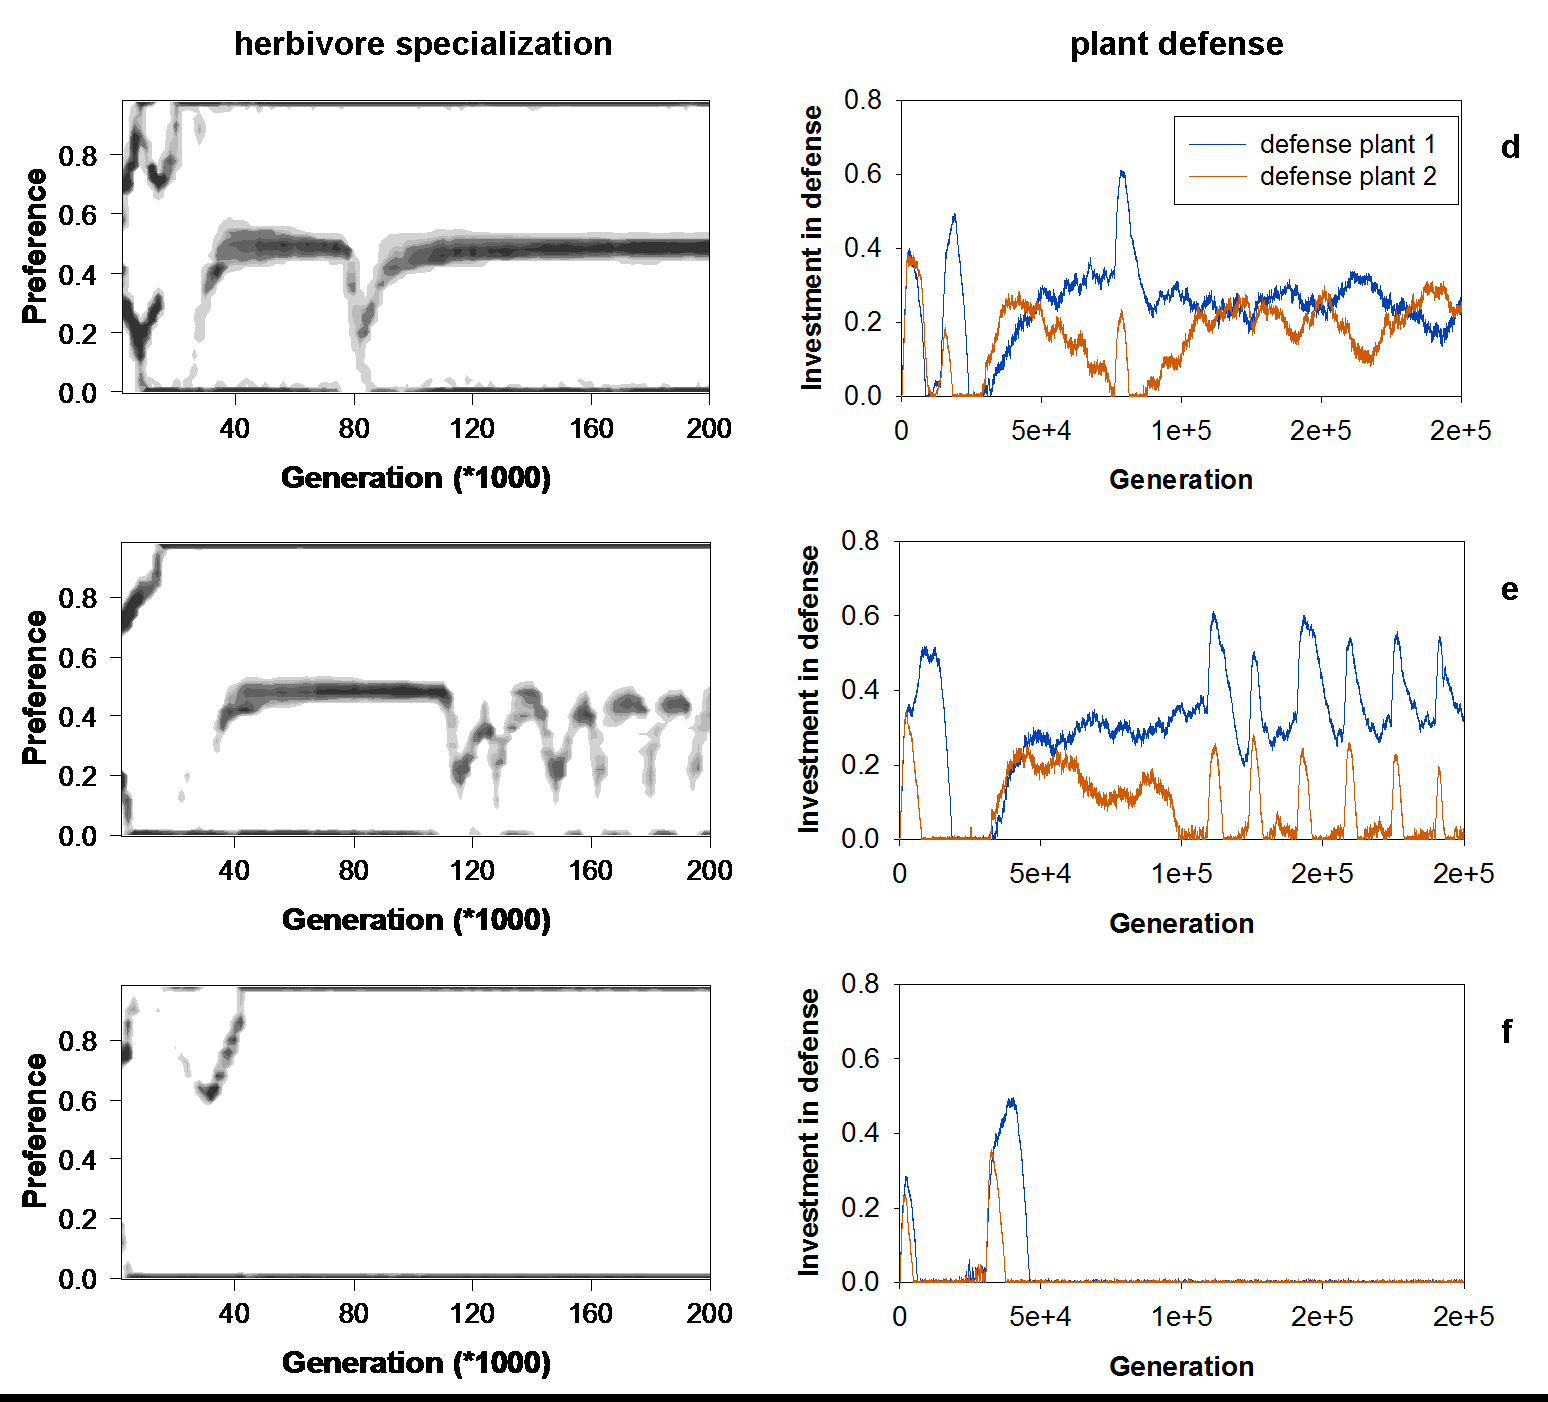 herbivore specialization
plant defense
Preference
0.8
0.6
0.4
0.2
0.0
40 80 120 160 200
Generation (*1000)
Investment in defense
0.8
0.6
0.4
0.2
0.0
defense plant 1
defense plant 2
0 5e+4 1e+5 2e+5 2e+5
Generation
d
Preference
0.8
0.6
0.4
0.2
0.0
40 80 120 160 200
Generation (*1000)
Investment in defense
0.8
0.6
0.4
0.2
0.0
0 5e+4 1e+5 2e+5 2e+5
Generation
e
Preference
0.8
0.6
0.4
0.2
0.0
40 80 120 160 200
Generation (*1000)
Investment in defense
0.8
0.6
0.4
0.2
0.0
0 5e+4 1e+5 2e+5 2e+5
Generation
f